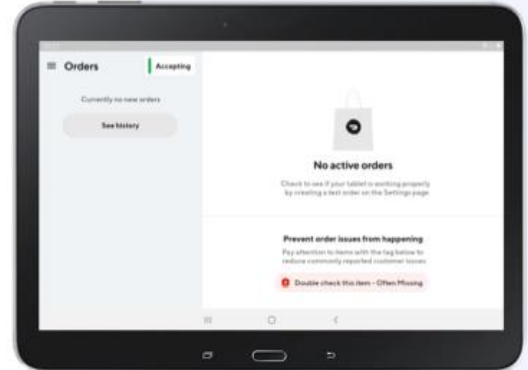 Orders
Accepting
Currently no new orders
See history
No active orders
Check to see if your tablet is working properly
by creating a test order on the Settings page
Prevent order issues from happening
Pay attention to items with the tag below to
reduce commonly reported customer issues
Double check this item - Often Missing